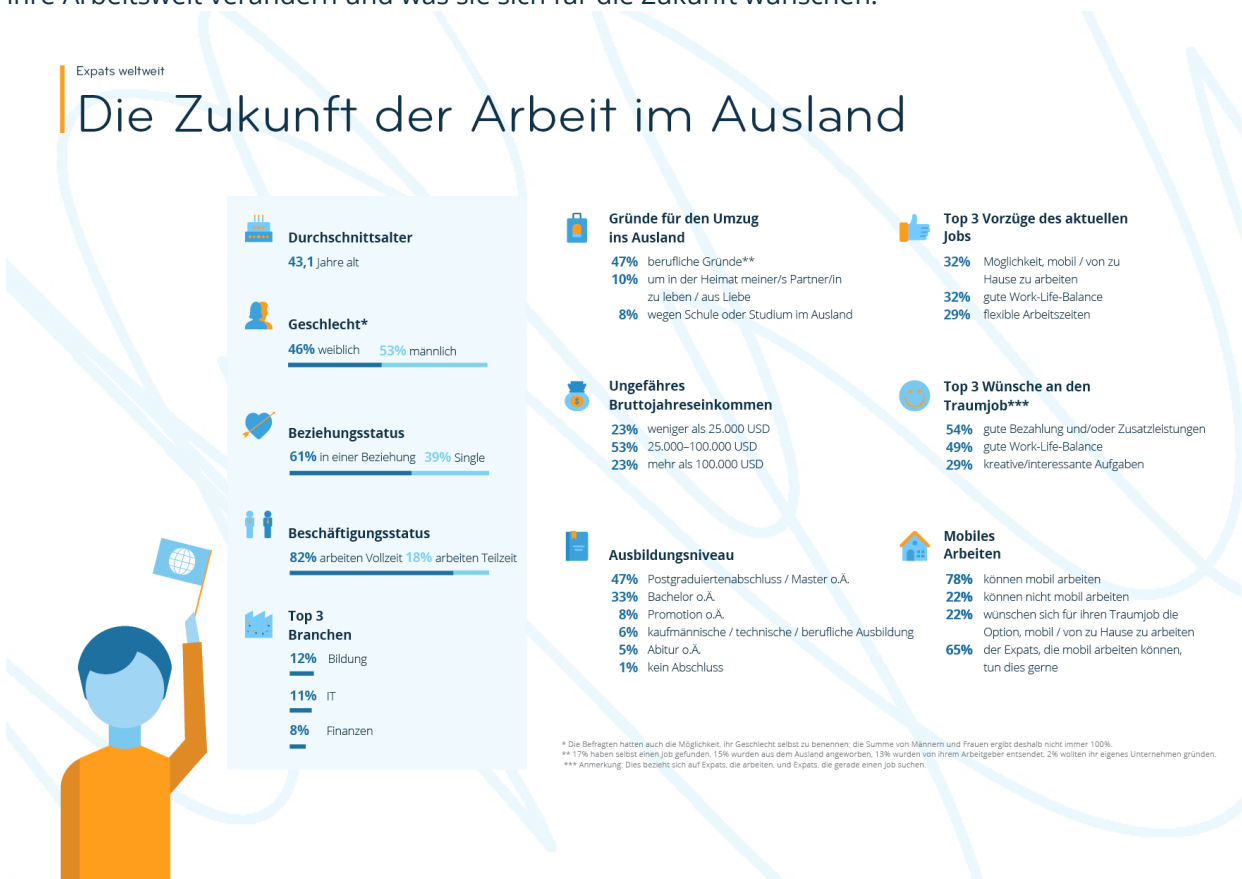 ihre Arbeitswelt verändern und was sie sich für die Zukunft wünschen.
Expats weltweit
Die Zukunft der Arbeit im Ausland
Durchschnittsalter
43,1 Jahre alt
Geschlecht*
46% weiblich 53% männlich
Beziehungsstatus
61% in einer Beziehung 39% Single
Beschäftigungsstatus
82% arbeiten Vollzeit 18% arbeiten Teilzeit
Top 3
Branchen
12% Bildung
11% IT
8% Finanzen
Gründe für den Umzug
ins Ausland
47% berufliche Gründe**
10% um in der Heimat meiner/s Partner/in
zu leben / aus Liebe
8% wegen Schule oder Studium im Ausland
Ungefähres
Bruttojahreseinkommen
23% weniger als 25.000 USD
53% 25.000–100.000 USD
23% mehr als 100.000 USD
Ausbildungsniveau
47% Postgraduiertenabschluss / Master o.Ä.
33% Bachelor o.Ä.
8% Promotion o.Ä.
6% kaufmännische / technische / berufliche Ausbildung
5% Abitur o.Ä.
1% kein Abschluss
Top 3 Vorzüge des aktuellen
Jobs
32% Möglichkeit, mobil / von zu
Hause zu arbeiten
32% gute Work-Life-Balance
29% flexible Arbeitszeiten
Top 3 Wünsche an den
Traumjob***
54% gute Bezahlung und/oder Zusatzleistungen
49% gute Work-Life-Balance
29% kreative/interessante Aufgaben
Mobiles
Arbeiten
78% können mobil arbeiten
22% können nicht mobil arbeiten
22% wünschen sich für ihren Traumjob die
Option, mobil / von zu Hause zu arbeiten
65% der Expats, die mobil arbeiten können,
tun dies gerne
* Die Befragten hatten auch die Möglichkeit, ihr Geschlecht selbst zu benennen; die Summe von Männern und Frauen ergibt deshalb nicht immer 100%.
** 17% haben selbst einen Job gefunden, 15% wurden aus dem Ausland angeworben, 13% wurden von ihrem Arbeitgeber entsendet, 2% wollten ihr eigenes Unternehmen gründen.
*** Anmerkung: Dies bezieht sich auf Expats, die arbeiten, und Expats, die gerade einen Job suchen.